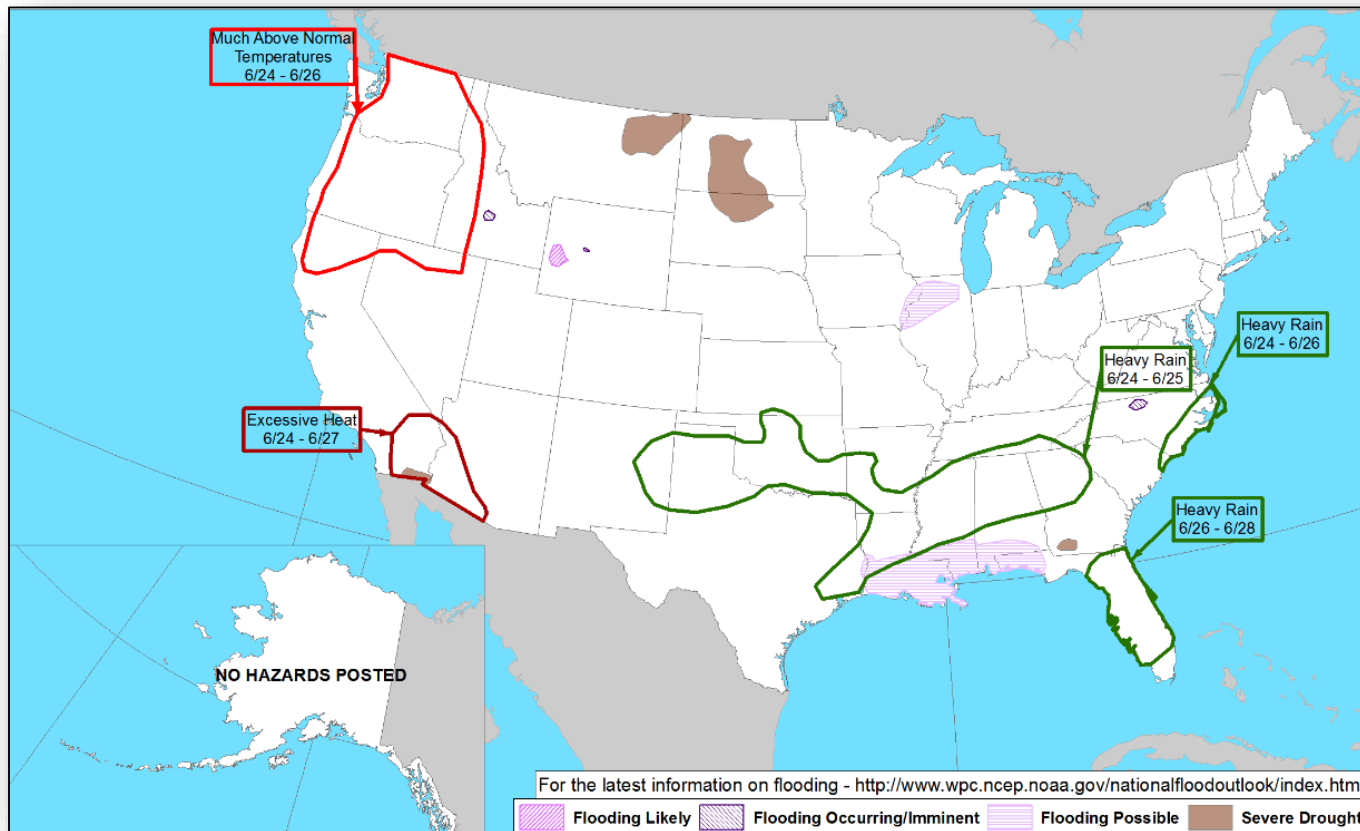 Much Above Normal
Temperatures
6/24 - 6/26
Heavy Rain
6/24 - 6/26
Heavy Rain
6/24 - 6/25
Excessive Heat
6/24 - 6/27
Heavy Rain
6/26 - 6/28
NO HAZARDS POSTED
For the latest information on flooding - http://www.wpc.ncep.noaa.gov/nationalfloodoutlook/index.htm
Flooding Likely
Flooding Occurring/Imminent
Flooding Possible
Severe Drought